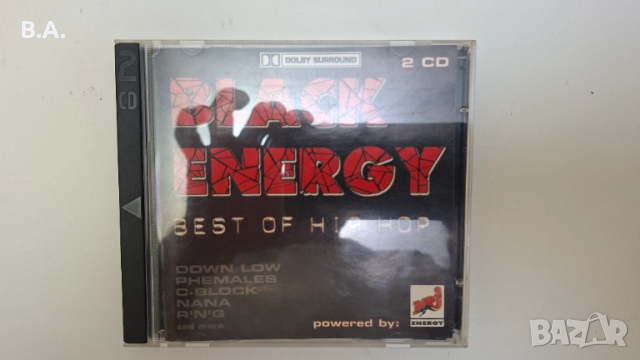 B.A.
2
CD
DOLBY SURROUND
2 CD
BLACK
ENERGY
BEST OF HIP HOP
DOWN LOW
PHEMALES
C-BLOCK
NANA
R'N'G
and more
powered by:
NRJ
ENERGY
BAZAR